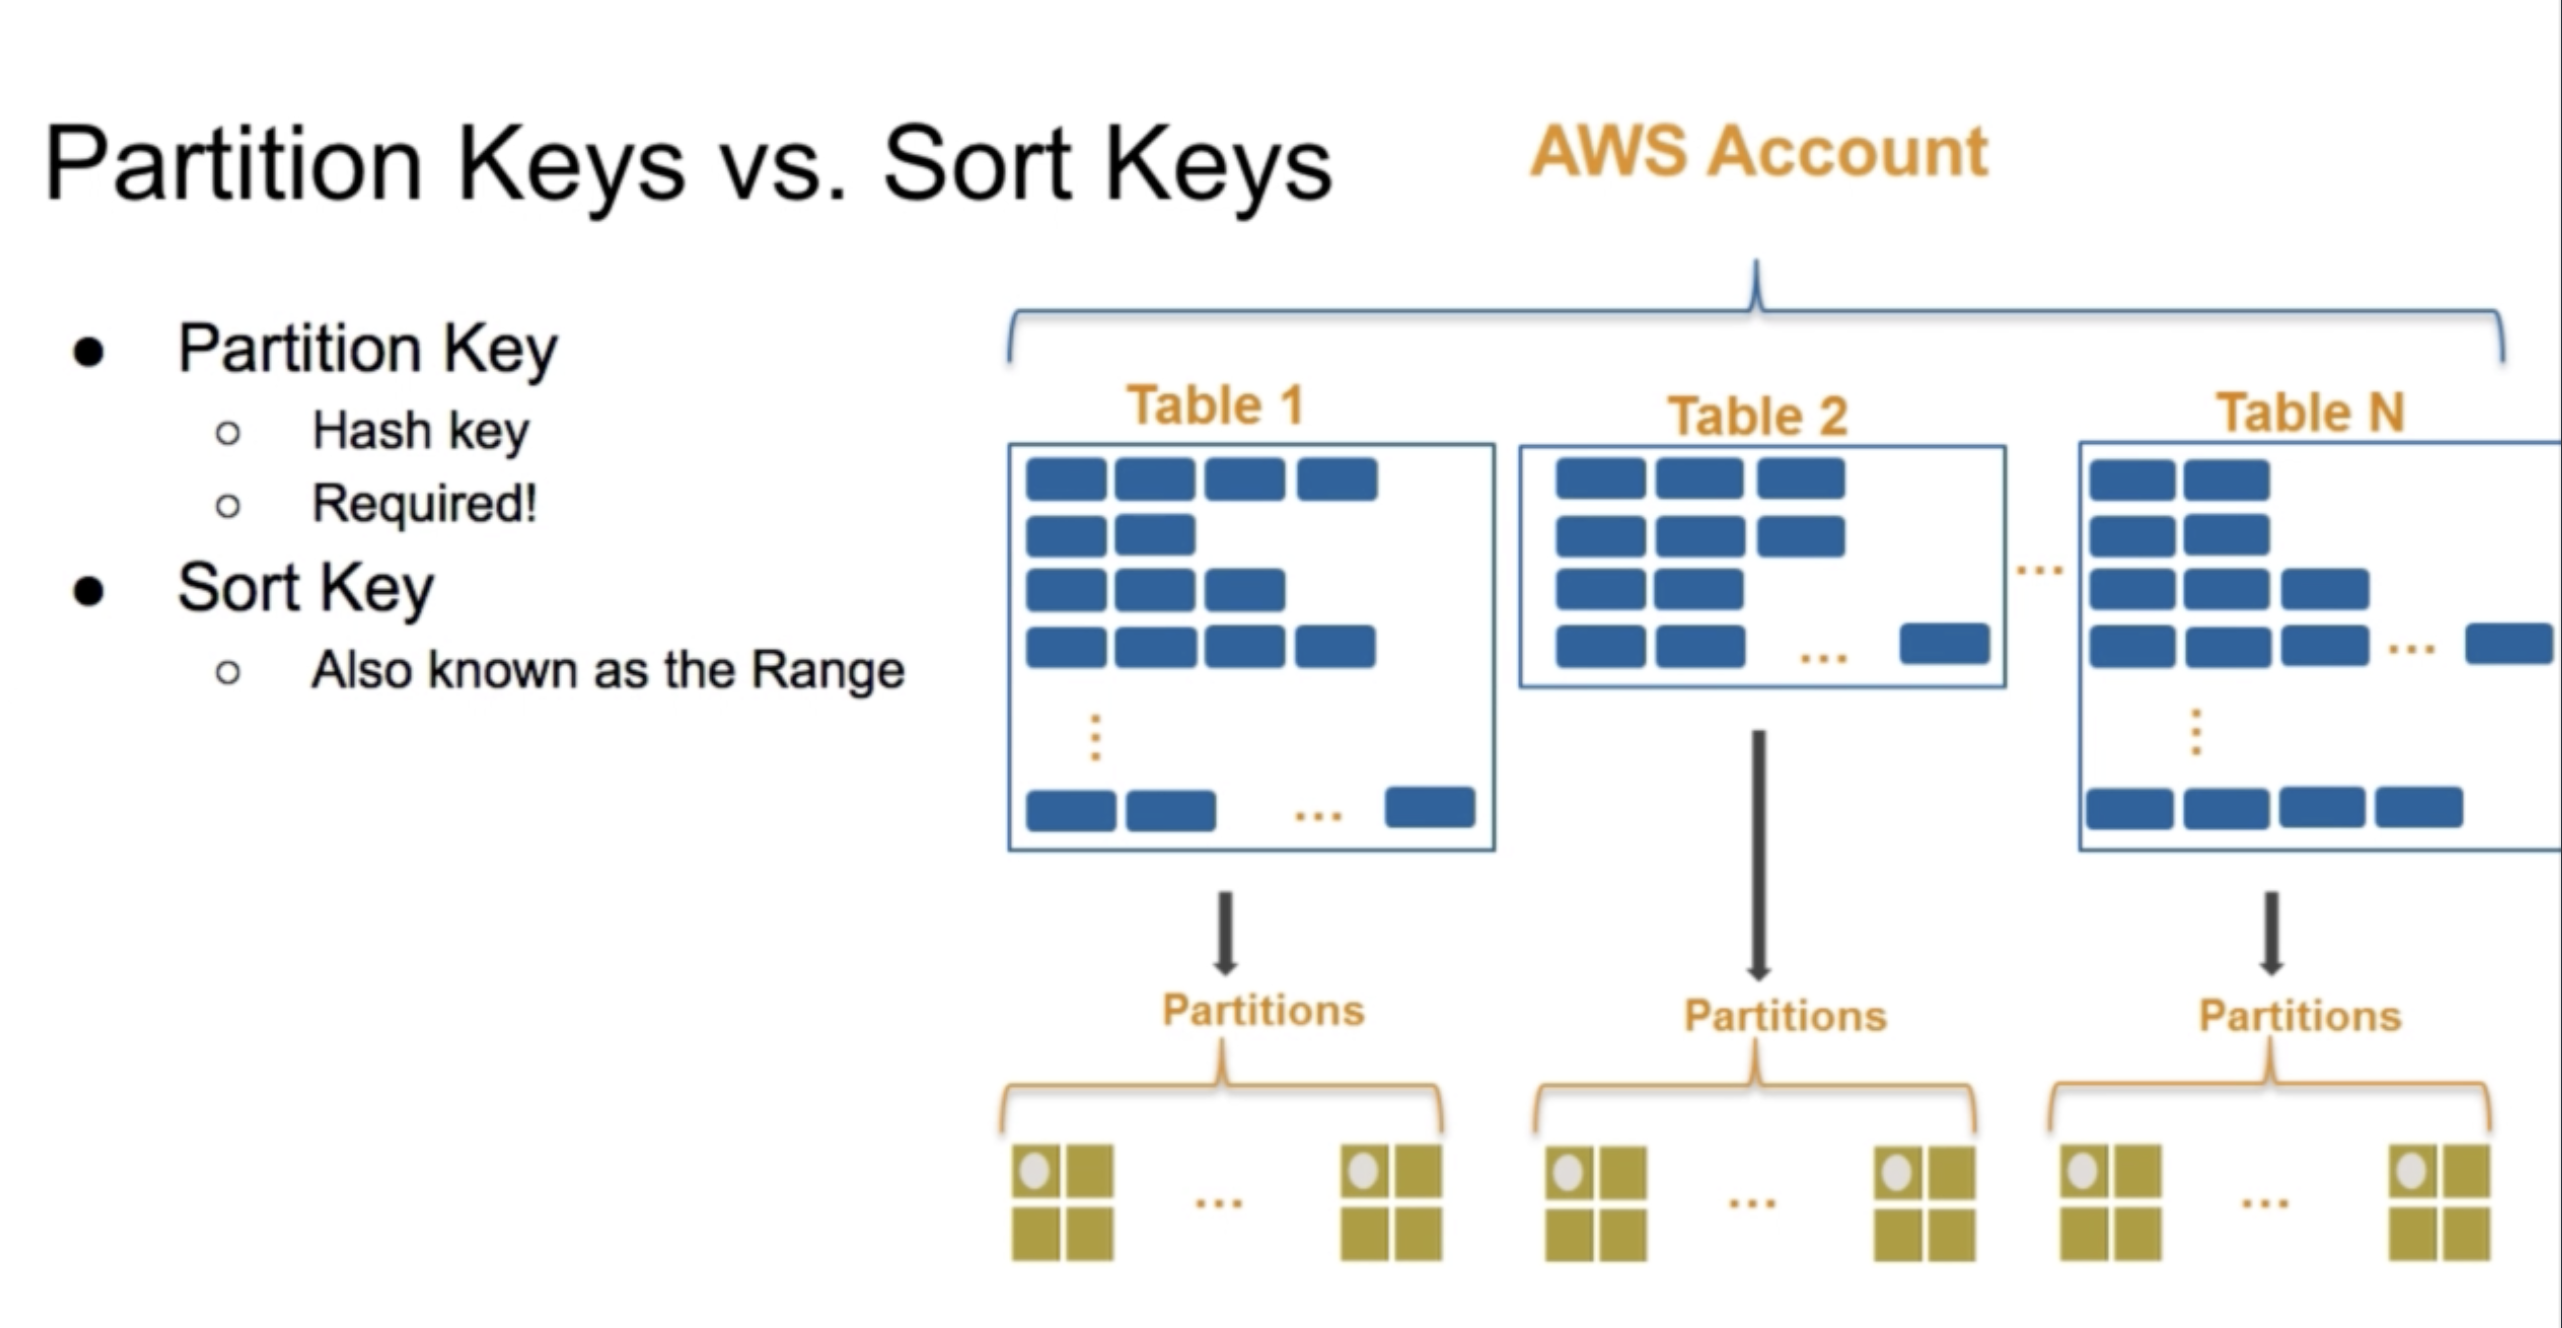 Partition Keys vs. Sort Keys
● Partition Key
○ Hash key
○ Required!
● Sort Key
○ Also known as the Range
AWS Account
Table 1
Table 2
Table N
...
...
...
...
...
Partitions
Partitions
Partitions
...
...
...